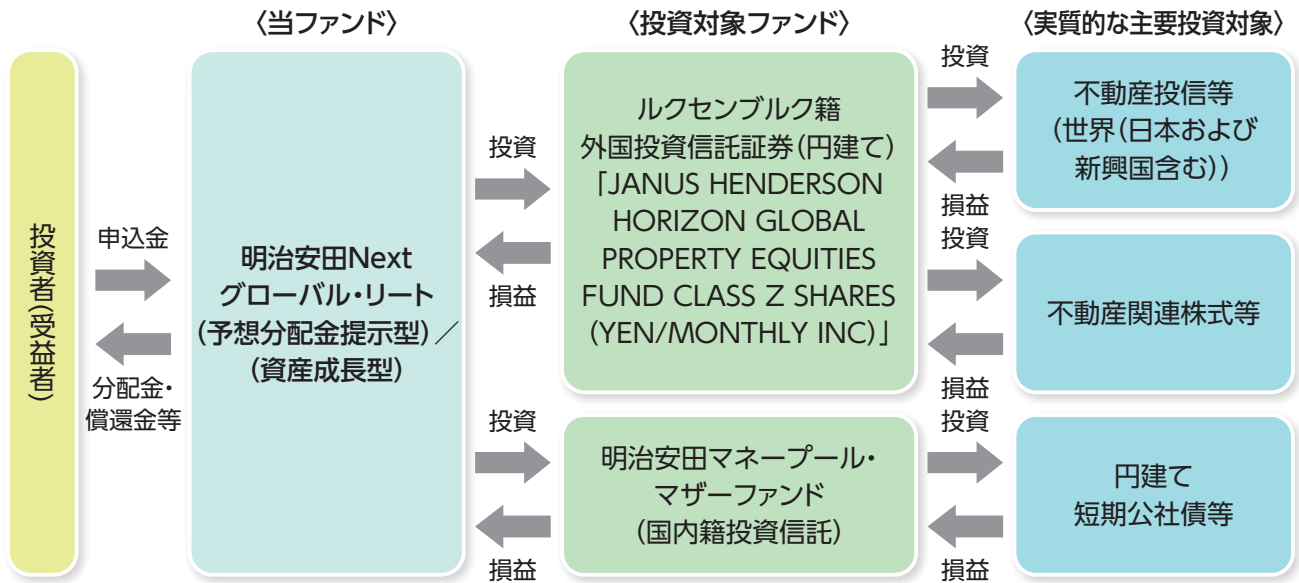 〈当ファンド〉
〈投資対象ファンド〉
〈実質的な主要投資対象〉
投資者(受益者)
申込金
分配金・
償還金等
明治安田Next
グローバル・リート
(予想分配金提示型)／
(資産成長型)
投資
損益
投資
損益
ルクセンブルク籍
外国投資信託証券(円建て)
「JANUS HENDERSON
HORIZON GLOBAL
PROPERTY EQUITIES
FUND CLASS Z SHARES
(YEN/MONTHLY INC)」
明治安田マネープール・
マザーファンド
(国内籍投資信託)
投資
損益
投資
損益
投資
損益
不動産投信等
(世界(日本および
新興国含む))
不動産関連株式等
円建て
短期公社債等